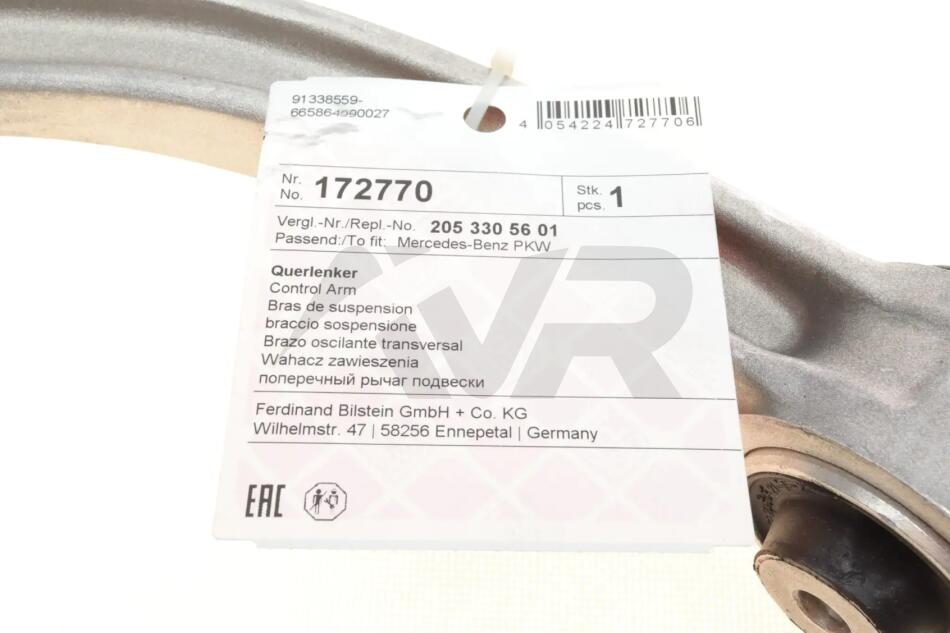 91338559-
665864990027
4 054224 727706
Nr.
No. 172770
Stk.
pcs. 1
Vergl.-Nr./Repl.-No. 205 330 56 01
Passend:/To fit: Mercedes-Benz PKW
Querlenker
Control Arm
Bras de suspension
braccio sospensione
Brazo oscilante transversal
Wahacz zawieszenia
поперечный рычаг подвески
Ferdinand Bilstein GmbH + Co. KG
Wilhelmstr. 47 | 58256 Ennepetal | Germany
EAC
VR